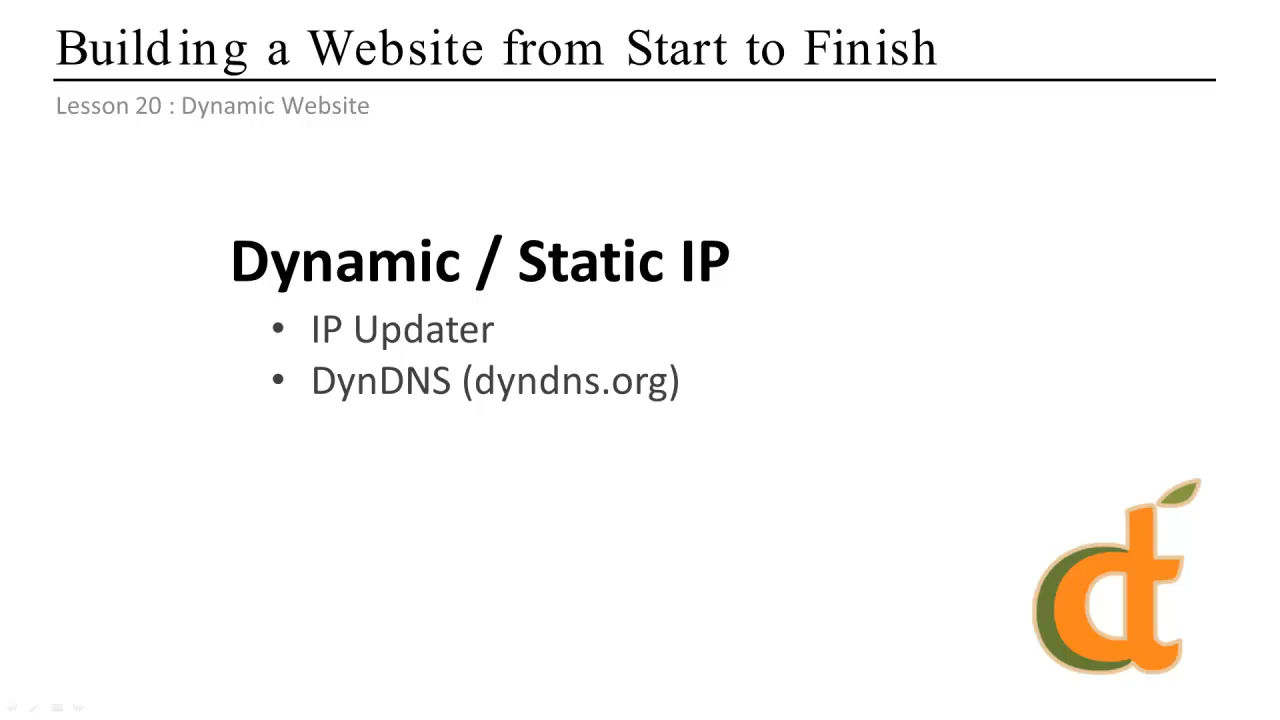 Building a Website from Start to Finish
Lesson 20 : Dynamic Website
Dynamic / Static IP
• IP Updater
• DynDNS (dyndns.org)